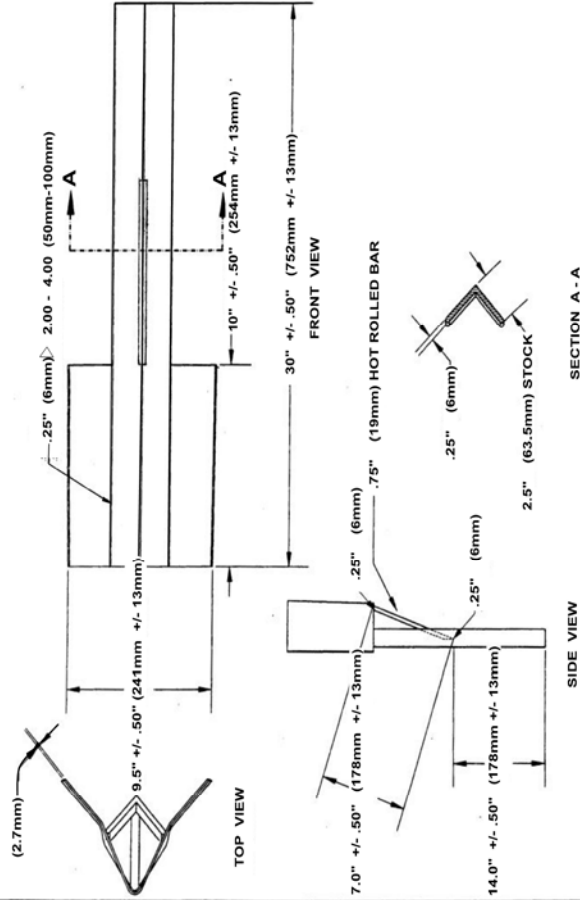 .25" (6mm) 2.00 - 4.00 (50mm-100mm)
A
A
10" +/- .50" (254mm +/- 13mm)
30" +/- .50" (752mm +/- 13mm)
FRONT VIEW
9.5" +/- .50" (241mm +/- 13mm)
(2.7mm)
TOP VIEW
7.0" +/- .50" (178mm +/- 13mm)
.25" (6mm)
.75" (19mm) HOT ROLLED BAR
.25" (6mm)
14.0" +/- .50" (178mm +/- 13mm)
SIDE VIEW
.25" (6mm)
2.5" (63.5mm) STOCK
SECTION A - A